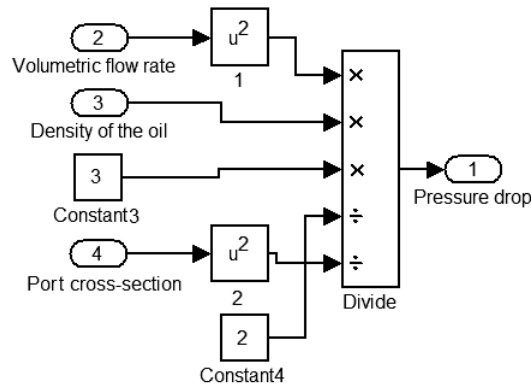 2
Volumetric flow rate
u²
1
3
Density of the oil
3
Constant3
4
Port cross-section
u²
2
2
Constant4
×
×
×
÷
÷
Divide
1
Pressure drop